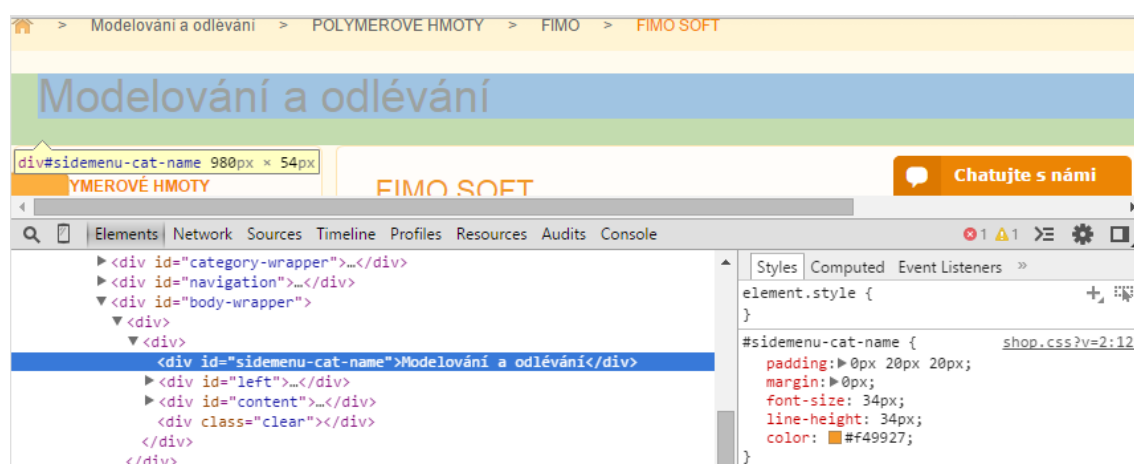 > Modelování a odlévání > POLYMEROVÉ HMOTY > FIMO > FIMO SOFT
Modelování a odlévání
div#sidemenu-cat-name 980px × 54px
YMEROVÉ HMOTY
FIMO SOFT
Chatujte s námi
Elements Network Sources Timeline Profiles Resources Audits Console 1 1
▶<div id="category-wrapper">…</div>
▶<div id="navigation">…</div>
▼<div id="body-wrapper">
▼<div>
▼<div>
<div id="sidemenu-cat-name">Modelování a odlévání</div>
▶<div id="left">…</div>
▶<div id="content">…</div>
<div class="clear"></div>
</div>
</div>
Styles Computed Event Listeners »
element.style {
}
#sidemenu-cat-name { shop.css?v=2:12
padding:▶0px 20px 20px;
margin:▶0px;
font-size: 34px;
line-height: 34px;
color: #f49927;
}